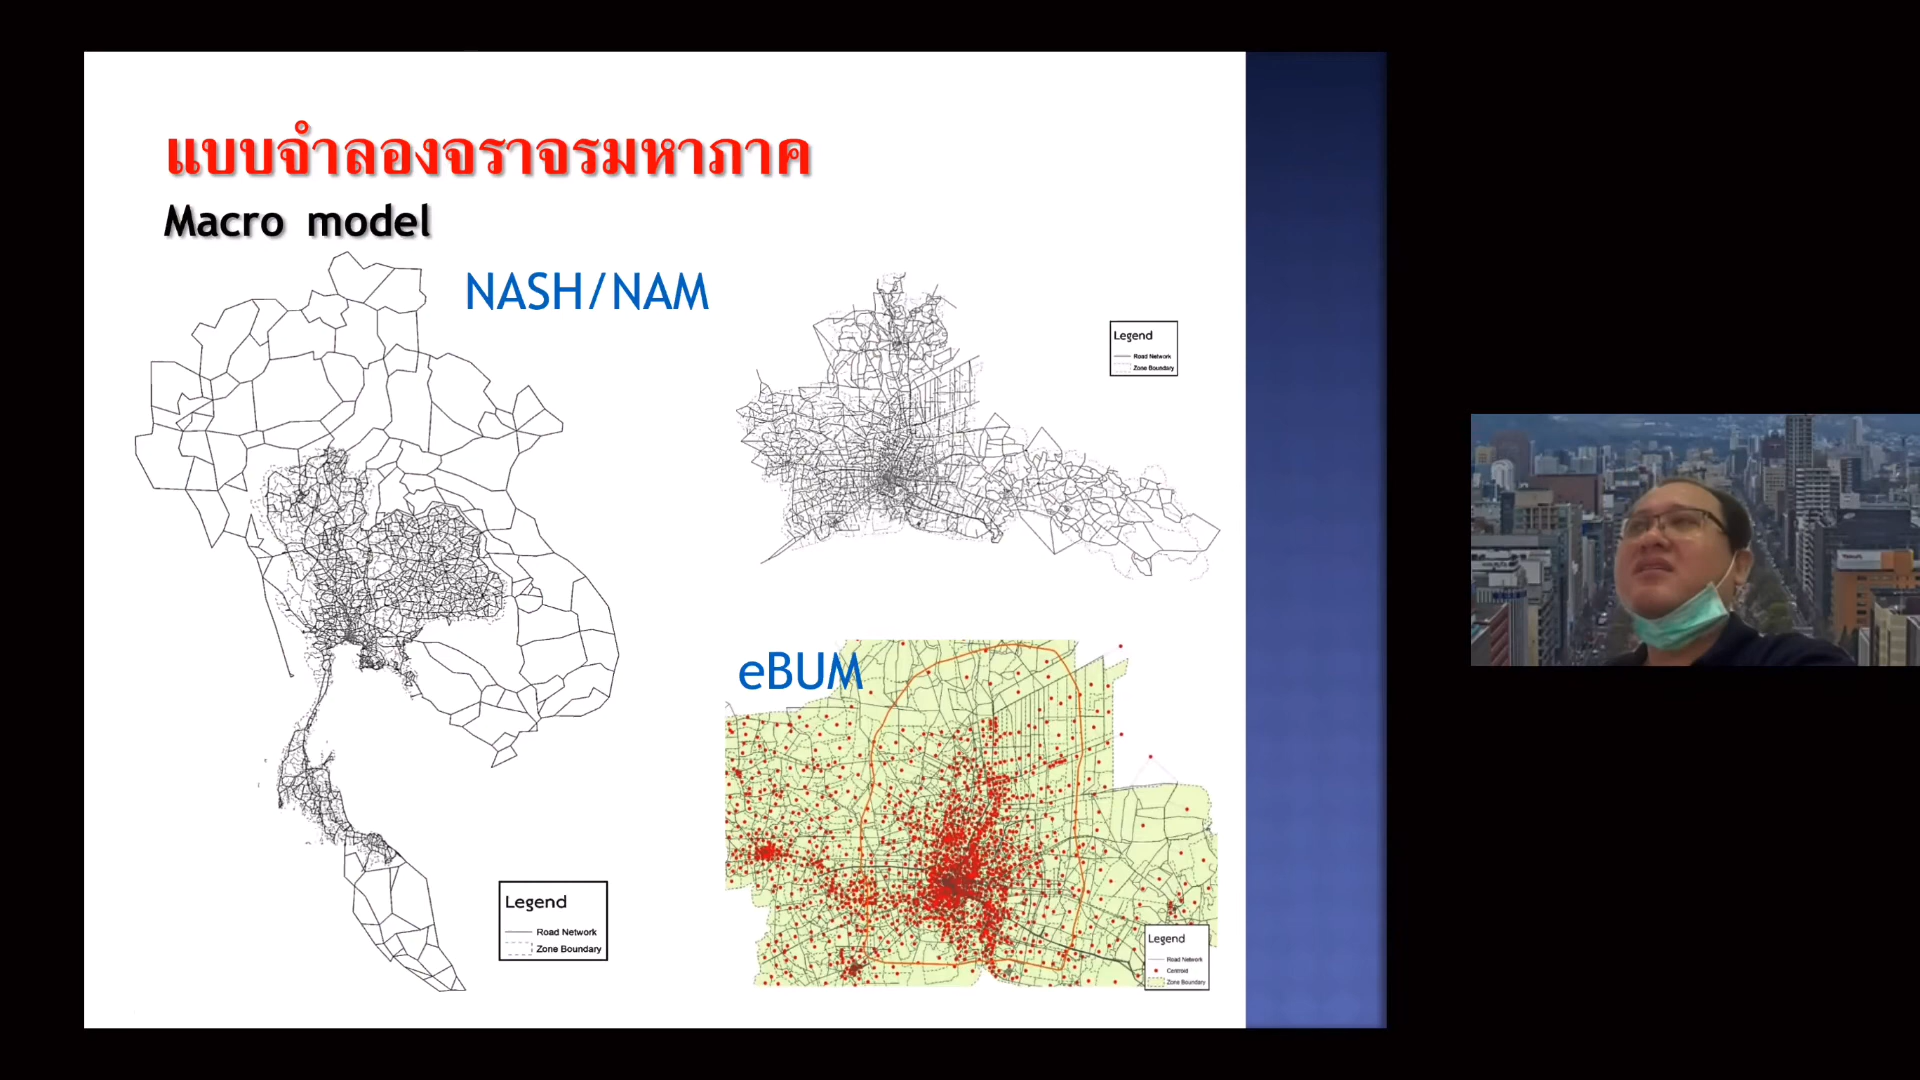 แบบจำลองจราจรมหาภาค
Macro model
NASH/NAM
Legend
Road Network
Zone Boundary
eBUM
Legend
Road Network
Zone Boundary
Legend
Road Network
Centroid
Zone Boundary